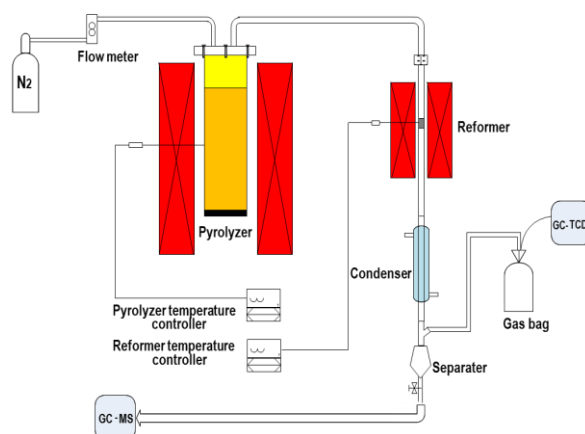 N2
Flow meter
Pyrolyzer
Reformer
GC-TCD
Condenser
Gas bag
Pyrolyzer temperature
controller
Reformer temperature
controller
Separater
GC-MS